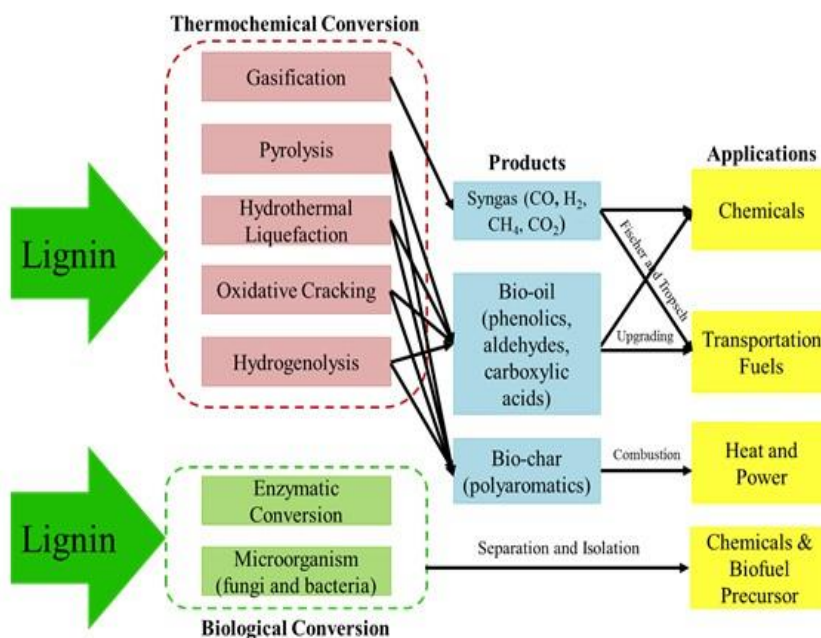 Thermochemical Conversion
Gasification
Pyrolysis
Hydrothermal
Liquefaction
Oxidative Cracking
Hydrogenolysis
Lignin
Products
Syngas (CO, H₂,
CH₄, CO₂)
Bio-oil
(phenolics,
aldehydes,
carboxylic
acids)
Bio-char
(polyaromatics)
Fischer and Tropsch
Upgrading
Combustion
Applications
Chemicals
Transportation
Fuels
Heat and
Power
Lignin
Enzymatic
Conversion
Microorganism
(fungi and bacteria)
Biological Conversion
Separation and Isolation
Chemicals &
Biofuel
Precursor